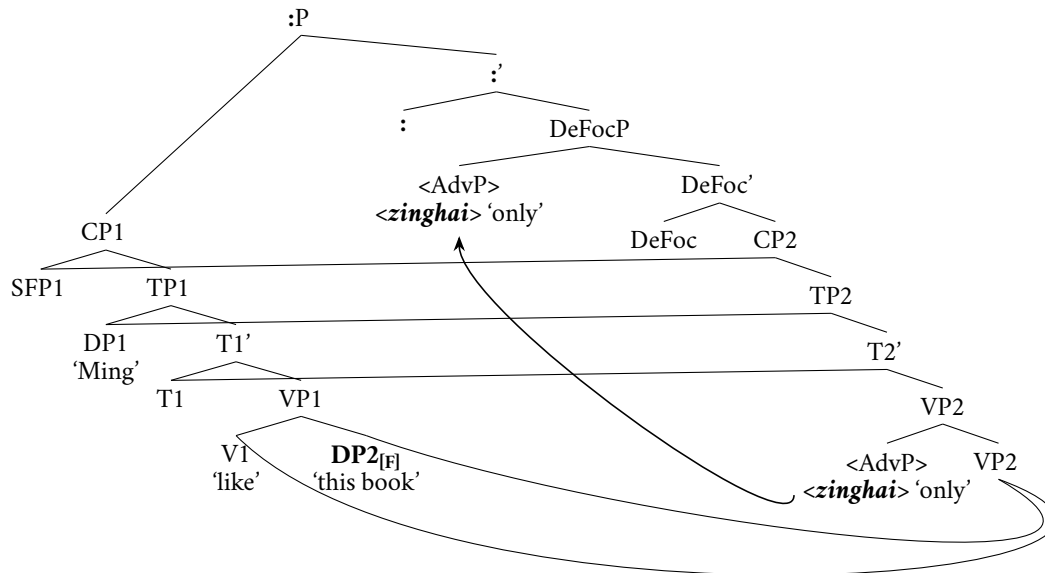 :P
:’
:
DeFocP
<AdvP>
<zinghai> ‘only’
DeFoc’
CP1
DeFoc
CP2
SFP1
TP1
TP2
DP1
‘Ming’
T1’
T2’
T1
VP1
VP2
V1
‘like’
DP2[F]
‘this book’
<AdvP>
<zinghai> ‘only’
VP2